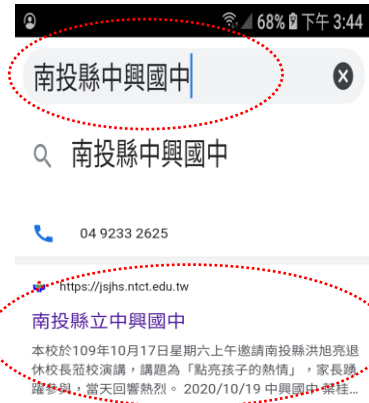 68% 下午 3:44
南投縣中興國中
南投縣中興國中
04 9233 2625
https://jsjhs.ntct.edu.tw
南投縣立中興國中
本校於109年10月17日星期六上午邀請南投縣洪旭亮退
休校長蒞校演講，講題為「點亮孩子的熱情」，家長踴
躍參與，當天回響熱烈。 2020/10/19 中興國中 葉桂...